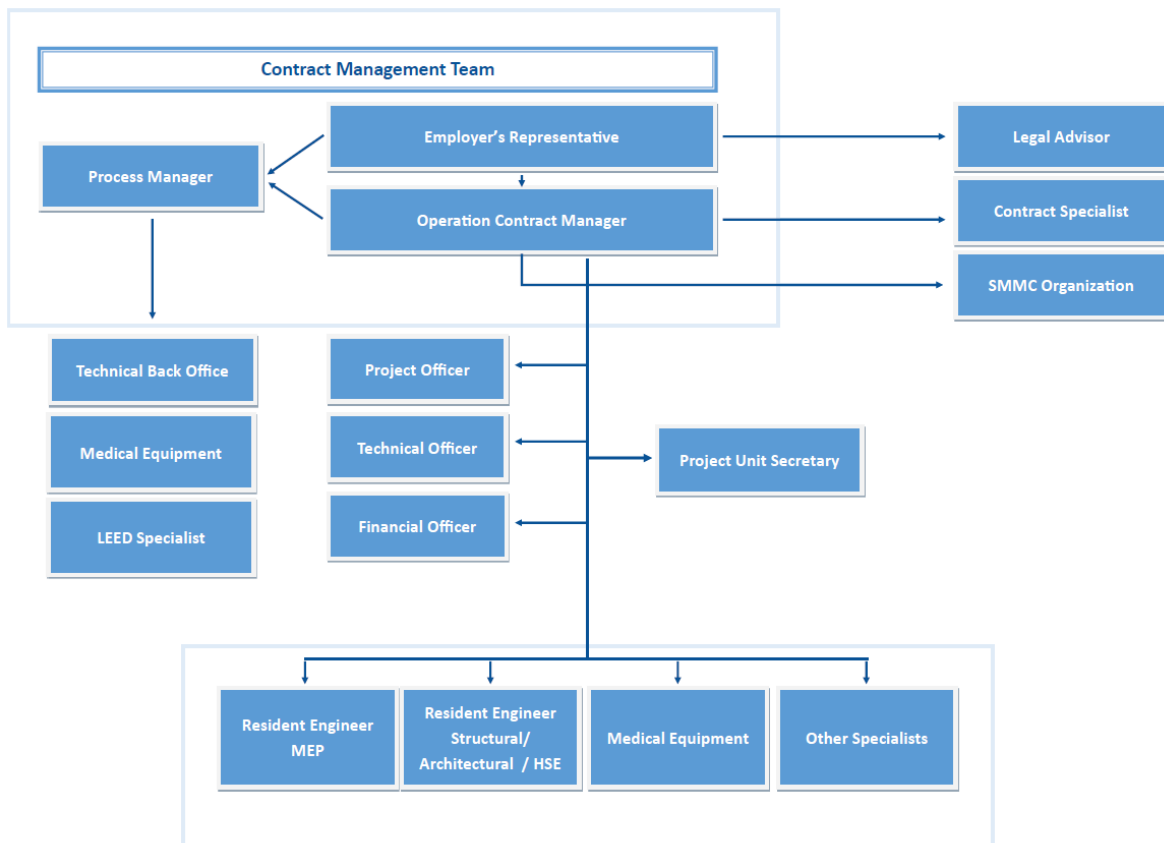 Contract Management Team
Employer's Representative
Legal Advisor
Process Manager
Operation Contract Manager
Contract Specialist
SMMC Organization
Technical Back Office
Project Officer
Medical Equipment
Technical Officer
Project Unit Secretary
LEED Specialist
Financial Officer
Resident Engineer
MEP
Resident Engineer
Structural/
Architectural / HSE
Medical Equipment
Other Specialists